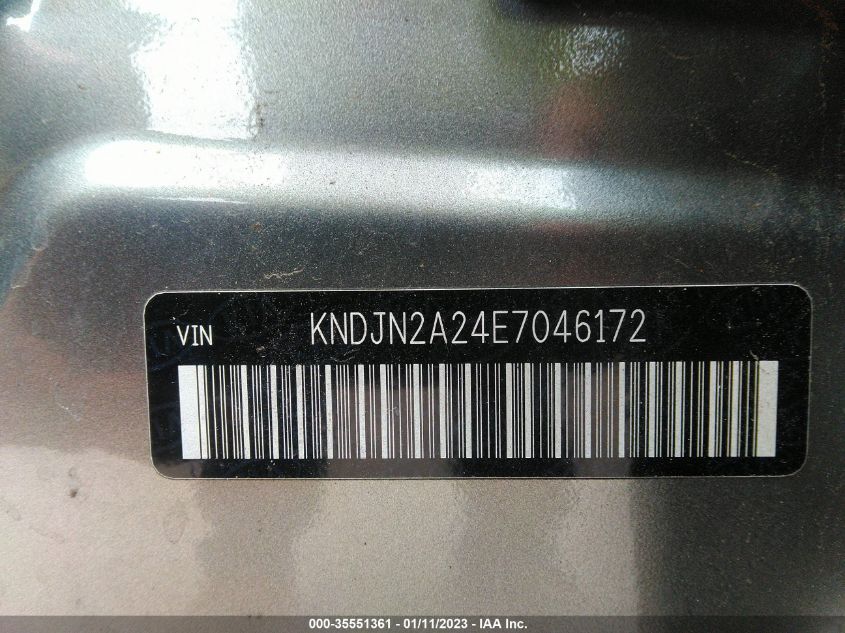 VIN KNDJN2A24E7046172
000-35551361 - 01/11/2023 - IAA Inc.